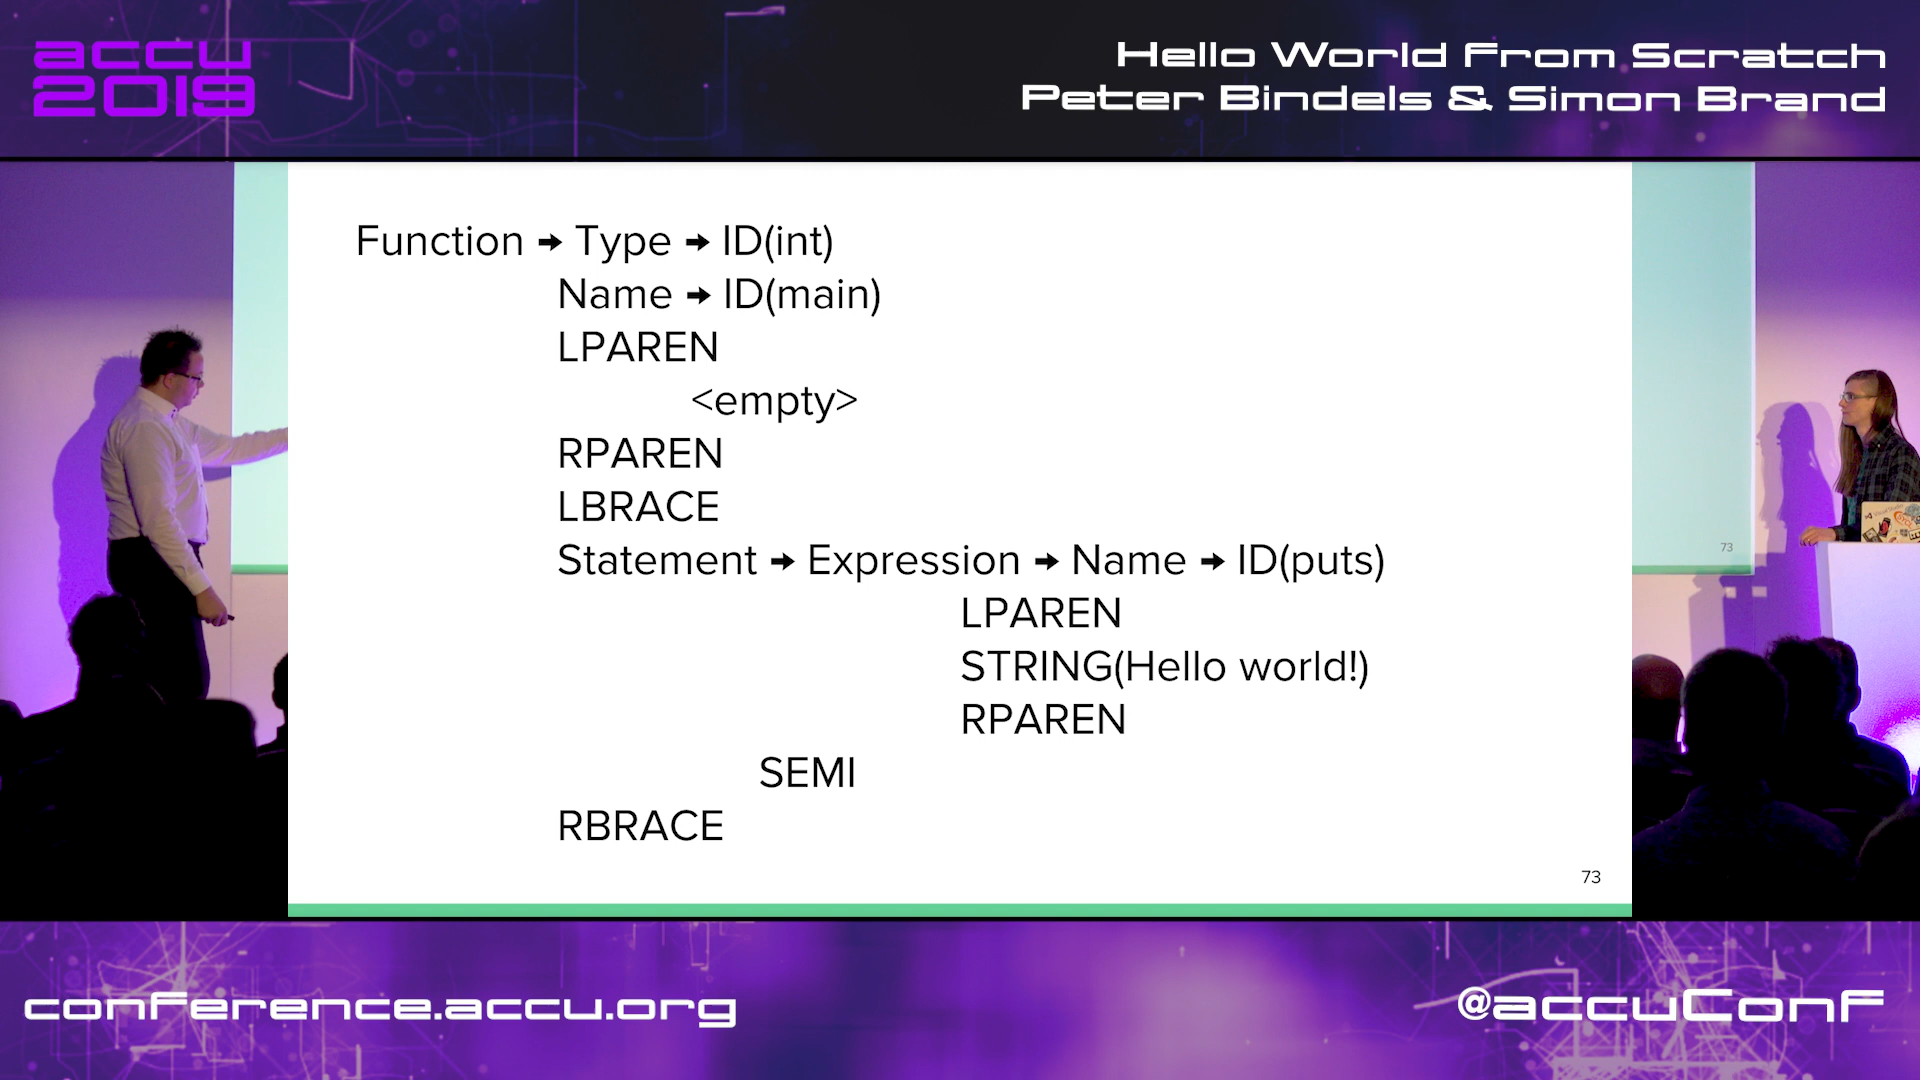 accu
2019
Hello World From Scratch
Peter Bindels & Simon Brand
Function → Type → ID(int)
Name → ID(main)
LPAREN
<empty>
RPAREN
LBRACE
Statement → Expression → Name → ID(puts)
LPAREN
STRING(Hello world!)
RPAREN
SEMI
RBRACE
73
73
conference.accu.org
@accuConf